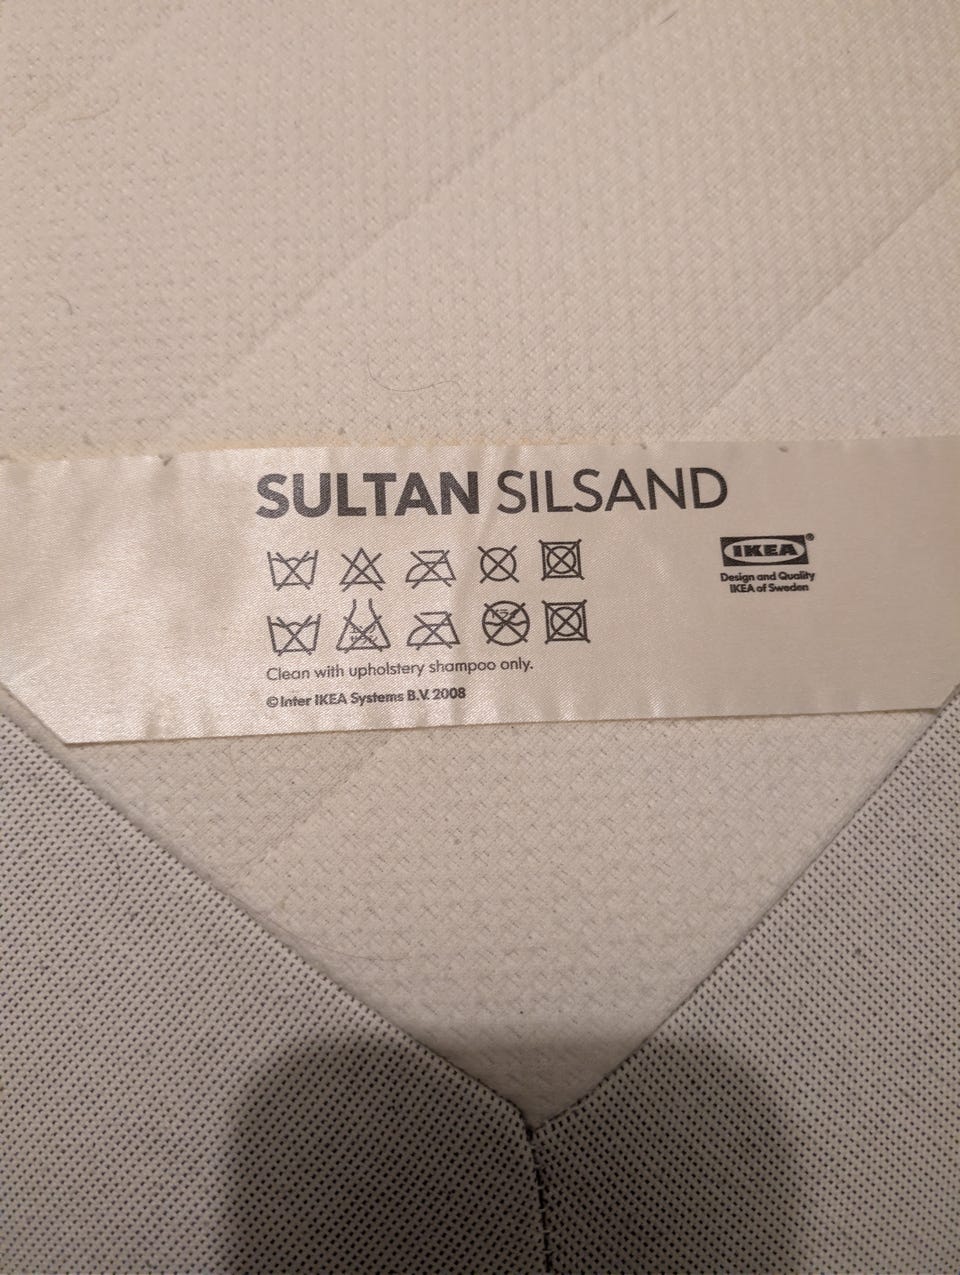 SULTAN SILSAND
IKEA®
Design and Quality
IKEA of Sweden
Clean with upholstery shampoo only.
© Inter IKEA Systems B.V. 2008